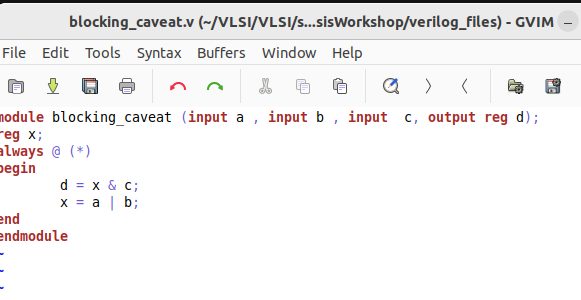 blocking_caveat.v (~/VLSI/VLSI/s...sisWorkshop/verilog_files) - GVIM
File Edit Tools Syntax Buffers Window Help
module blocking_caveat (input a , input b , input  c, output reg d);
reg x;
always @ (*)
begin
        d = x & c;
        x = a | b;
end
endmodule
~
~
~